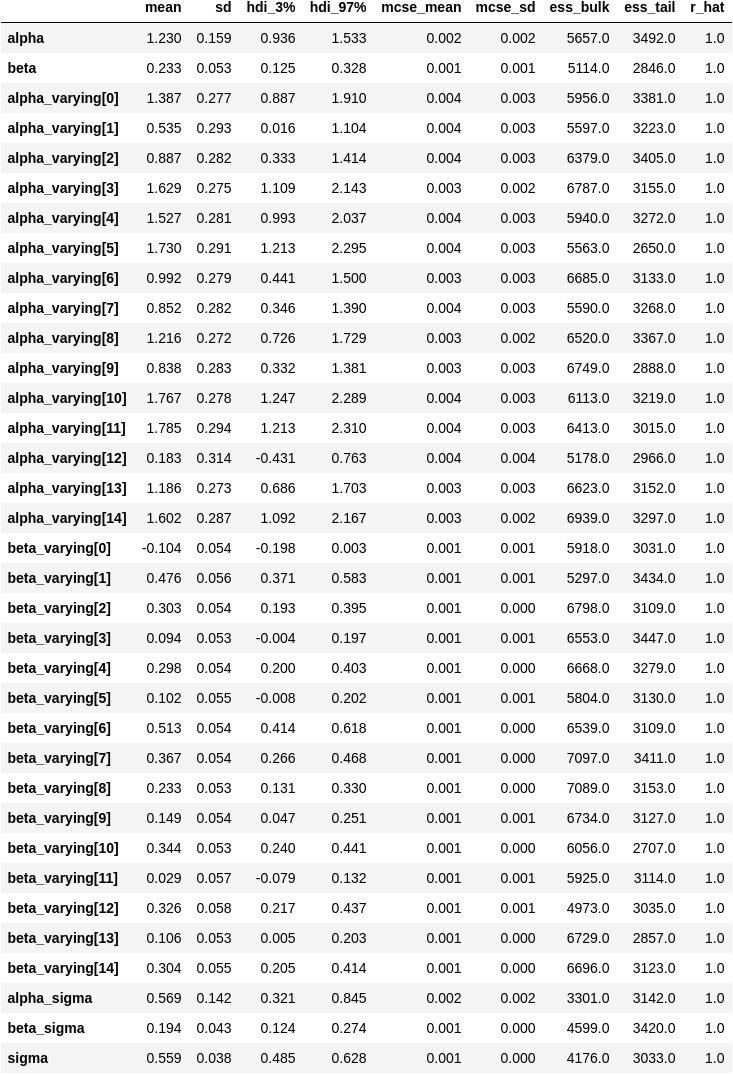 mean sd hdi_3% hdi_97% mcse_mean mcse_sd ess_bulk ess_tail r_hat
alpha 1.230 0.159 0.936 1.533 0.002 0.002 5657.0 3492.0 1.0
beta 0.233 0.053 0.125 0.328 0.001 0.001 5114.0 2846.0 1.0
alpha_varying[0] 1.387 0.277 0.887 1.910 0.004 0.003 5956.0 3381.0 1.0
alpha_varying[1] 0.535 0.293 0.016 1.104 0.004 0.003 5597.0 3223.0 1.0
alpha_varying[2] 0.887 0.282 0.333 1.414 0.004 0.003 6379.0 3405.0 1.0
alpha_varying[3] 1.629 0.275 1.109 2.143 0.003 0.002 6787.0 3155.0 1.0
alpha_varying[4] 1.527 0.281 0.993 2.037 0.004 0.003 5940.0 3272.0 1.0
alpha_varying[5] 1.730 0.291 1.213 2.295 0.004 0.003 5563.0 2650.0 1.0
alpha_varying[6] 0.992 0.279 0.441 1.500 0.003 0.003 6685.0 3133.0 1.0
alpha_varying[7] 0.852 0.282 0.346 1.390 0.004 0.003 5590.0 3268.0 1.0
alpha_varying[8] 1.216 0.272 0.726 1.729 0.003 0.002 6520.0 3367.0 1.0
alpha_varying[9] 0.838 0.283 0.332 1.381 0.003 0.003 6749.0 2888.0 1.0
alpha_varying[10] 1.767 0.278 1.247 2.289 0.004 0.003 6113.0 3219.0 1.0
alpha_varying[11] 1.785 0.294 1.213 2.310 0.004 0.003 6413.0 3015.0 1.0
alpha_varying[12] 0.183 0.314 -0.431 0.763 0.004 0.004 5178.0 2966.0 1.0
alpha_varying[13] 1.186 0.273 0.686 1.703 0.003 0.003 6623.0 3152.0 1.0
alpha_varying[14] 1.602 0.287 1.092 2.167 0.003 0.002 6939.0 3297.0 1.0
beta_varying[0] -0.104 0.054 -0.198 0.003 0.001 0.001 5918.0 3031.0 1.0
beta_varying[1] 0.476 0.056 0.371 0.583 0.001 0.001 5297.0 3434.0 1.0
beta_varying[2] 0.303 0.054 0.193 0.395 0.001 0.000 6798.0 3109.0 1.0
beta_varying[3] 0.094 0.053 -0.004 0.197 0.001 0.001 6553.0 3447.0 1.0
beta_varying[4] 0.298 0.054 0.200 0.403 0.001 0.000 6668.0 3279.0 1.0
beta_varying[5] 0.102 0.055 -0.008 0.202 0.001 0.001 5804.0 3130.0 1.0
beta_varying[6] 0.513 0.054 0.414 0.618 0.001 0.000 6539.0 3109.0 1.0
beta_varying[7] 0.367 0.054 0.266 0.468 0.001 0.000 7097.0 3411.0 1.0
beta_varying[8] 0.233 0.053 0.131 0.330 0.001 0.000 7089.0 3153.0 1.0
beta_varying[9] 0.149 0.054 0.047 0.251 0.001 0.001 6734.0 3127.0 1.0
beta_varying[10] 0.344 0.053 0.240 0.441 0.001 0.000 6056.0 2707.0 1.0
beta_varying[11] 0.029 0.057 -0.079 0.132 0.001 0.001 5925.0 3114.0 1.0
beta_varying[12] 0.326 0.058 0.217 0.437 0.001 0.001 4973.0 3035.0 1.0
beta_varying[13] 0.106 0.053 0.005 0.203 0.001 0.000 6729.0 2857.0 1.0
beta_varying[14] 0.304 0.055 0.205 0.414 0.001 0.000 6696.0 3123.0 1.0
alpha_sigma 0.569 0.142 0.321 0.845 0.002 0.002 3301.0 3142.0 1.0
beta_sigma 0.194 0.043 0.124 0.274 0.001 0.000 4599.0 3420.0 1.0
sigma 0.559 0.038 0.485 0.628 0.001 0.000 4176.0 3033.0 1.0